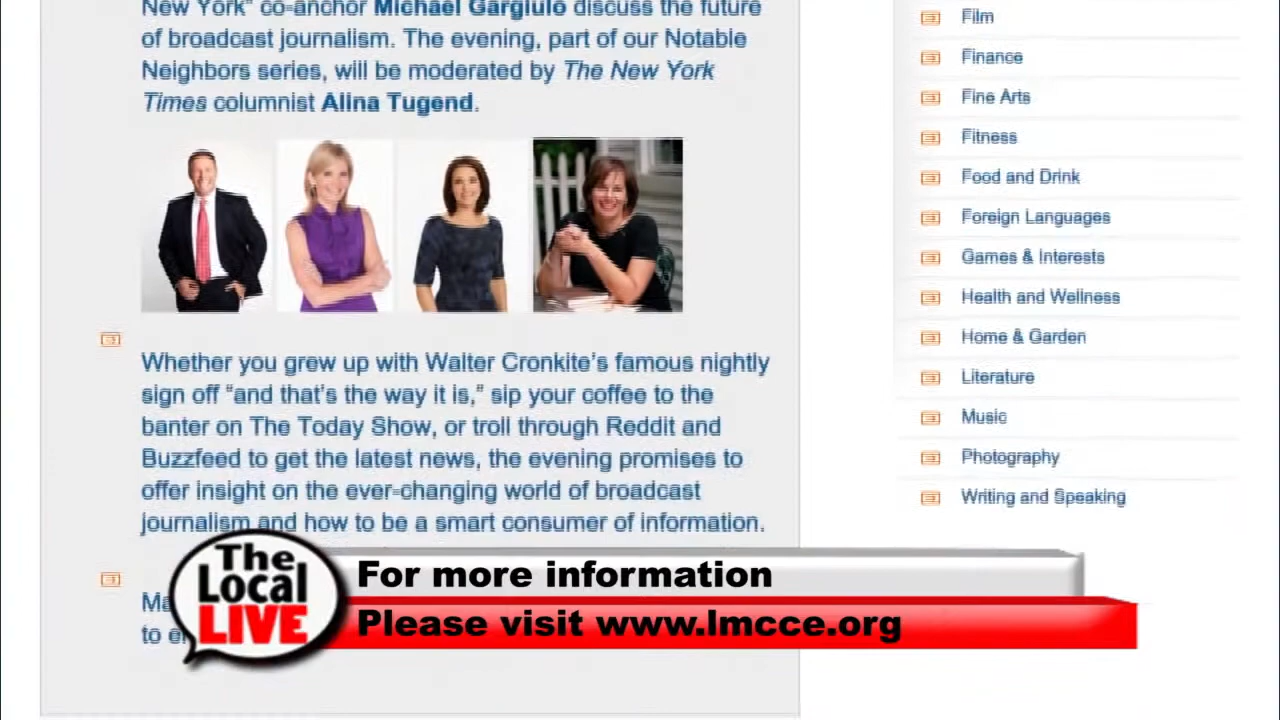 New York" co-anchor Michael Gargiulo discuss the future
of broadcast journalism. The evening, part of our Notable
Neighbors series, will be moderated by The New York
Times columnist Alina Tugend.
Whether you grew up with Walter Cronkite's famous nightly
sign off "and that's the way it is," sip your coffee to the
banter on The Today Show, or troll through Reddit and
Buzzfeed to get the latest news, the evening promises to
offer insight on the ever-changing world of broadcast
journalism and how to be a smart consumer of information.
to
Film
Finance
Fine Arts
Fitness
Food and Drink
Foreign Languages
Games & Interests
Health and Wellness
Home & Garden
Literature
Music
Photography
Writing and Speaking
The
Local
LIVE
For more information
Please visit www.lmcce.org